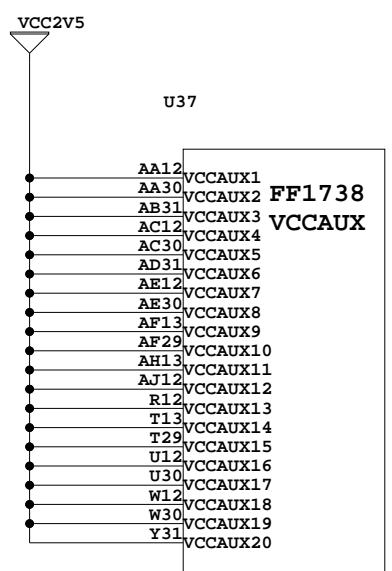 VCC2V5
U37
FF1738
VCCAUX
AA12 VCCAUX1
AA30 VCCAUX2
AB31 VCCAUX3
AC12 VCCAUX4
AC30 VCCAUX5
AD31 VCCAUX6
AE12 VCCAUX7
AE30 VCCAUX8
AF13 VCCAUX9
AF29 VCCAUX10
AH13 VCCAUX11
AJ12 VCCAUX12
R12 VCCAUX13
T13 VCCAUX14
T29 VCCAUX15
U12 VCCAUX16
U30 VCCAUX17
W12 VCCAUX18
W30 VCCAUX19
Y31 VCCAUX20